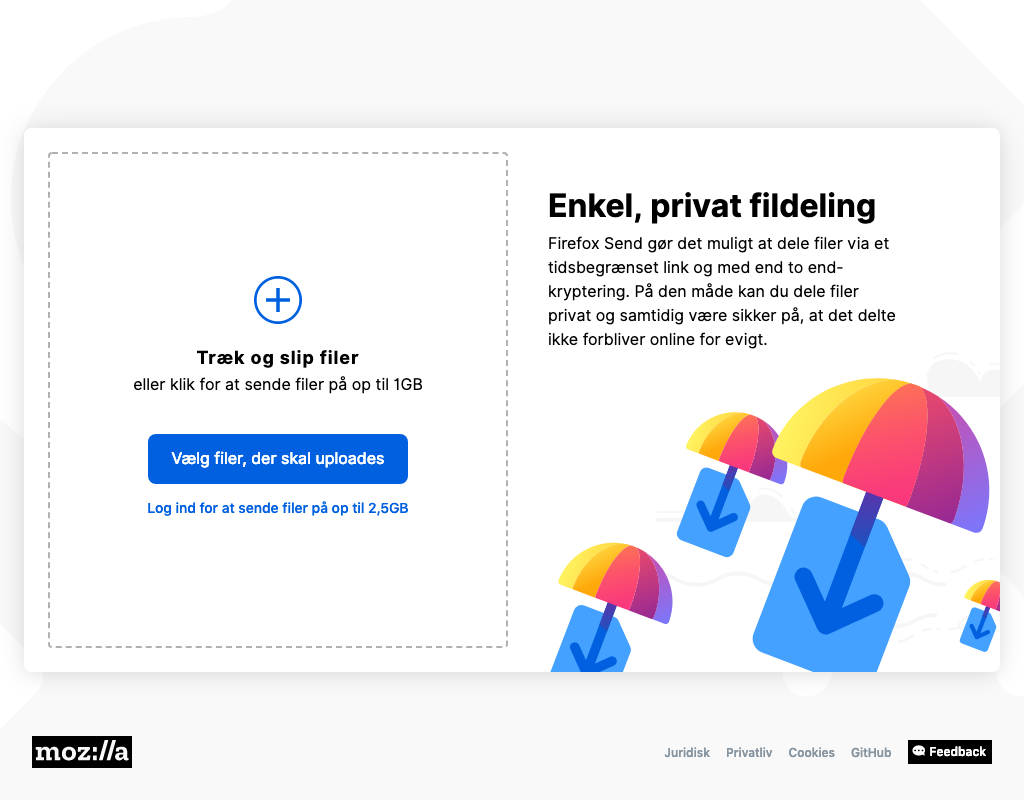 Træk og slip filer
eller klik for at sende filer på op til 1GB
Vælg filer, der skal uploades
Log ind for at sende filer på op til 2,5GB
Enkel, privat fildeling
Firefox Send gør det muligt at dele filer via et
tidsbegrænset link og med end to end-
kryptering. På den måde kan du dele filer
privat og samtidig være sikker på, at det delte
ikke forbliver online for evigt.
moz://a
Juridisk Privatliv Cookies GitHub Feedback